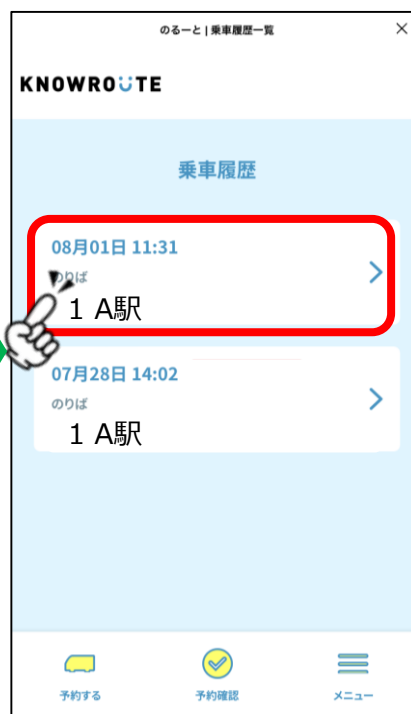 のるーと | 乗車履歴一覧
KNOWROUTE
乗車履歴
08月01日 11:31
のりば
1 A駅
07月28日 14:02
のりば
1 A駅
予約する
予約確認
メニュー